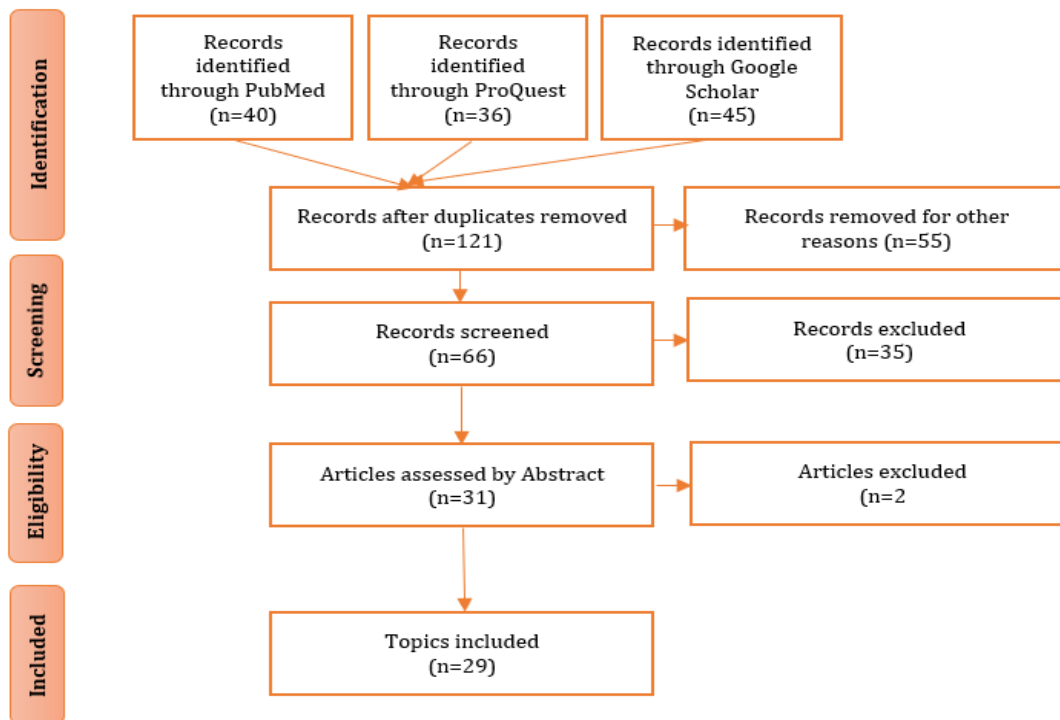 Identification
Records
identified
through PubMed
(n=40)
Records
identified
through ProQuest
(n=36)
Records identified
through Google
Scholar
(n=45)
Records after duplicates removed
(n=121)
Records removed for other
reasons (n=55)
Screening
Records screened
(n=66)
Records excluded
(n=35)
Eligibility
Articles assessed by Abstract
(n=31)
Articles excluded
(n=2
Included
Topics included
(n=29)